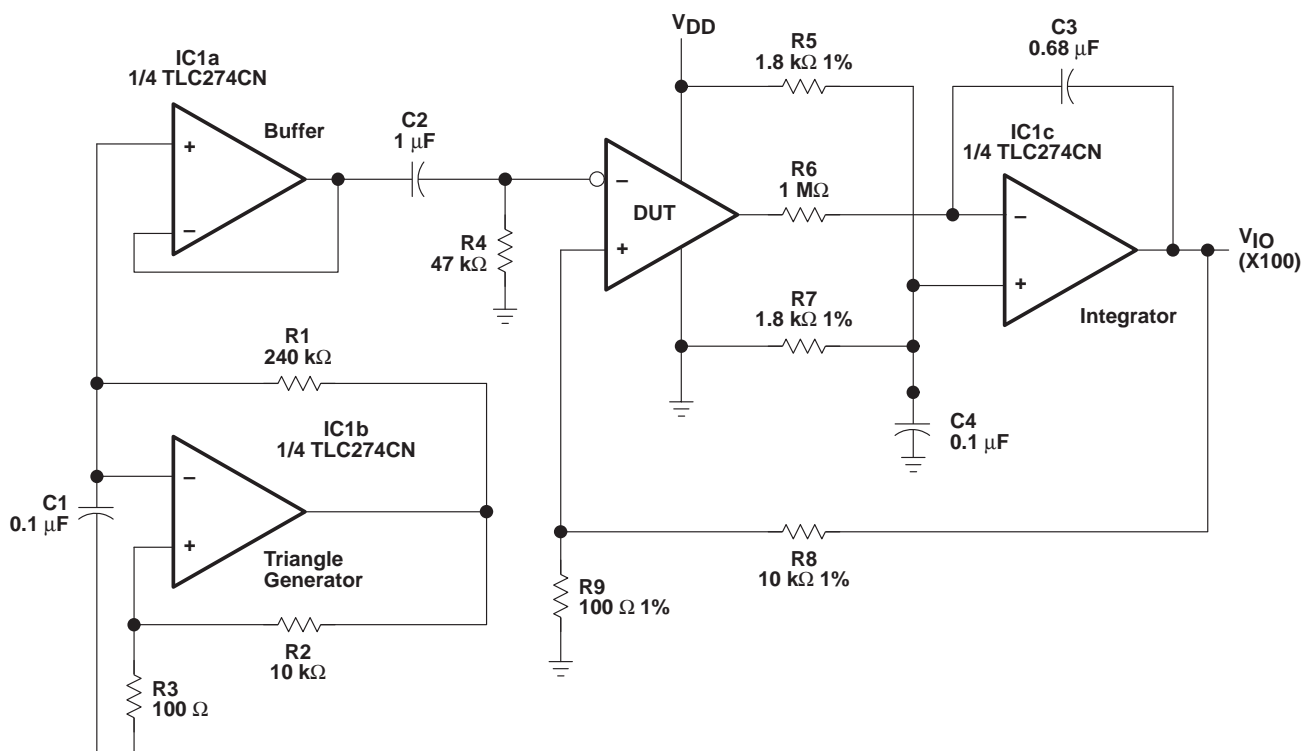 IC1a
1/4 TLC274CN
Buffer
+
−
C2
1 μF
R4
47 kΩ
VDD
R5
1.8 kΩ 1%
C3
0.68 μF
IC1c
1/4 TLC274CN
−
DUT
+
R6
1 MΩ
−
+
Integrator
VIO
(X100)
R7
1.8 kΩ 1%
C4
0.1 μF
R1
240 kΩ
IC1b
1/4 TLC274CN
−
+
Triangle
Generator
C1
0.1 μF
R2
10 kΩ
R3
100 Ω
R8
10 kΩ 1%
R9
100 Ω 1%